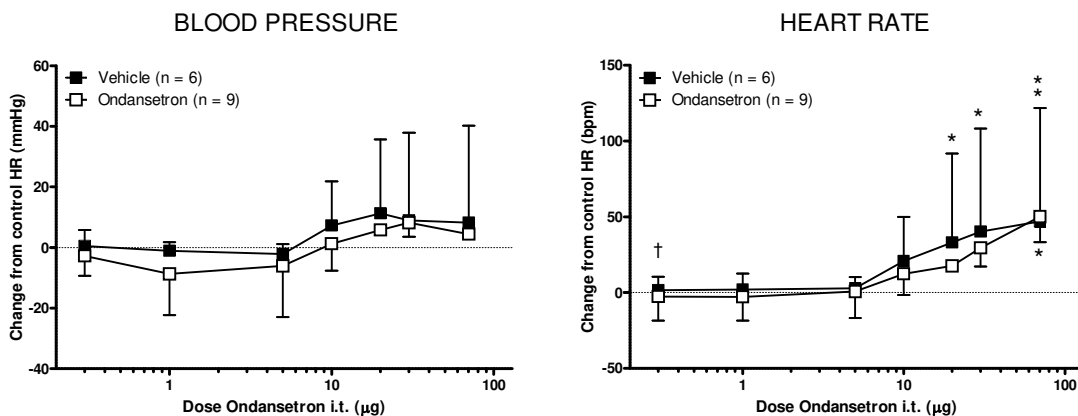 BLOOD PRESSURE
Vehicle (n = 6)
Ondansetron (n = 9)
60
40
20
0
-20
-40
Change from control HR (mmHg)
1
10
100
Dose Ondansetron i.t. (μg)
HEART RATE
Vehicle (n = 6)
Ondansetron (n = 9)
150
100
50
0
-50
Change from control HR (bpm)
†
*
*
*
*
*
1
10
100
Dose Ondansetron i.t. (μg)